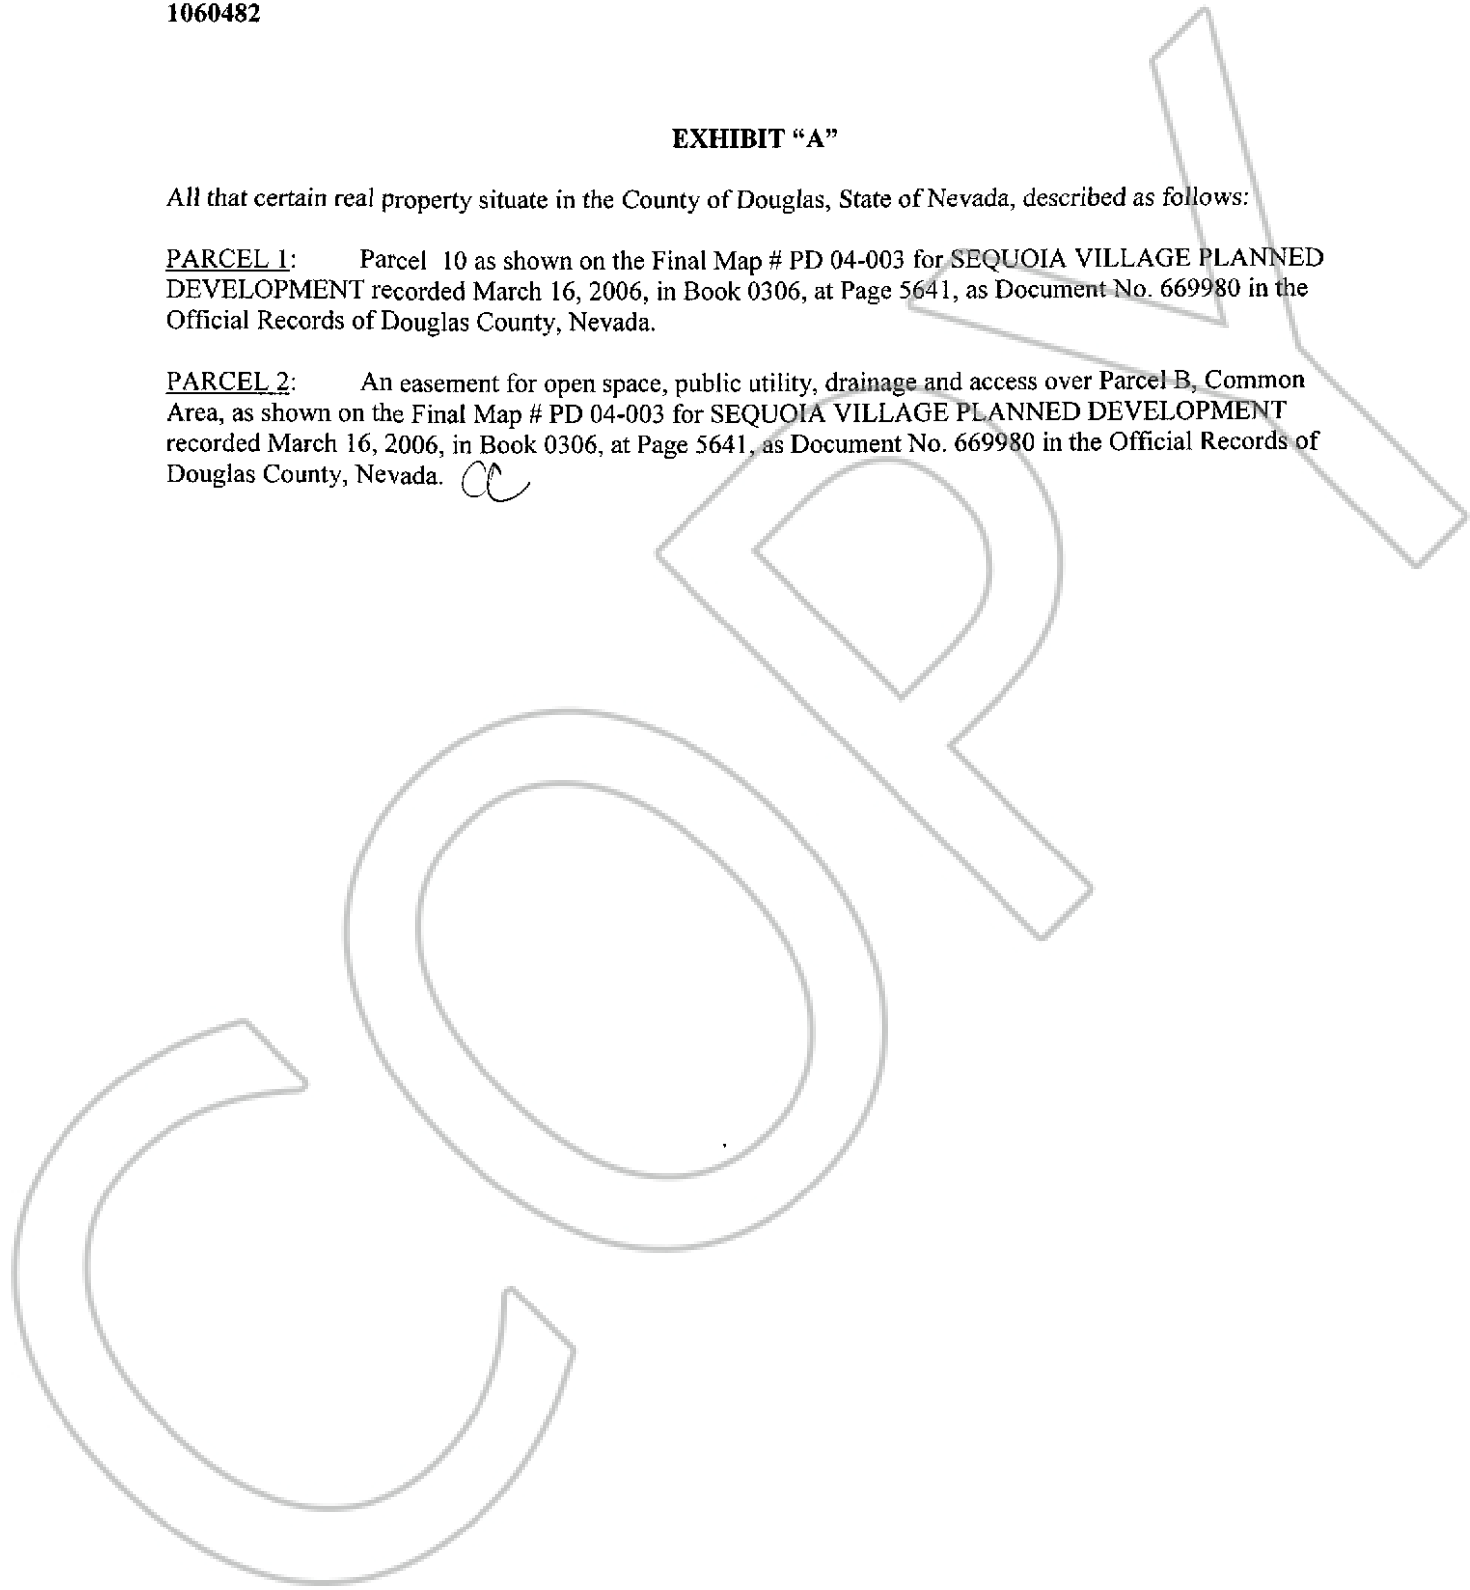 1060482
EXHIBIT “A”
All that certain real property situate in the County of Douglas, State of Nevada, described as follows:
PARCEL 1: Parcel 10 as shown on the Final Map # PD 04-003 for SEQUOIA VILLAGE PLANNED
DEVELOPMENT recorded March 16, 2006, in Book 0306, at Page 5641, as Document No. 669980 in the
Official Records of Douglas County, Nevada.
PARCEL 2: An easement for open space, public utility, drainage and access over Parcel B, Common
Area, as shown on the Final Map # PD 04-003 for SEQUOIA VILLAGE PLANNED DEVELOPMENT
recorded March 16, 2006, in Book 0306, at Page 5641, as Document No. 669980 in the Official Records of
Douglas County, Nevada. CC
COPY